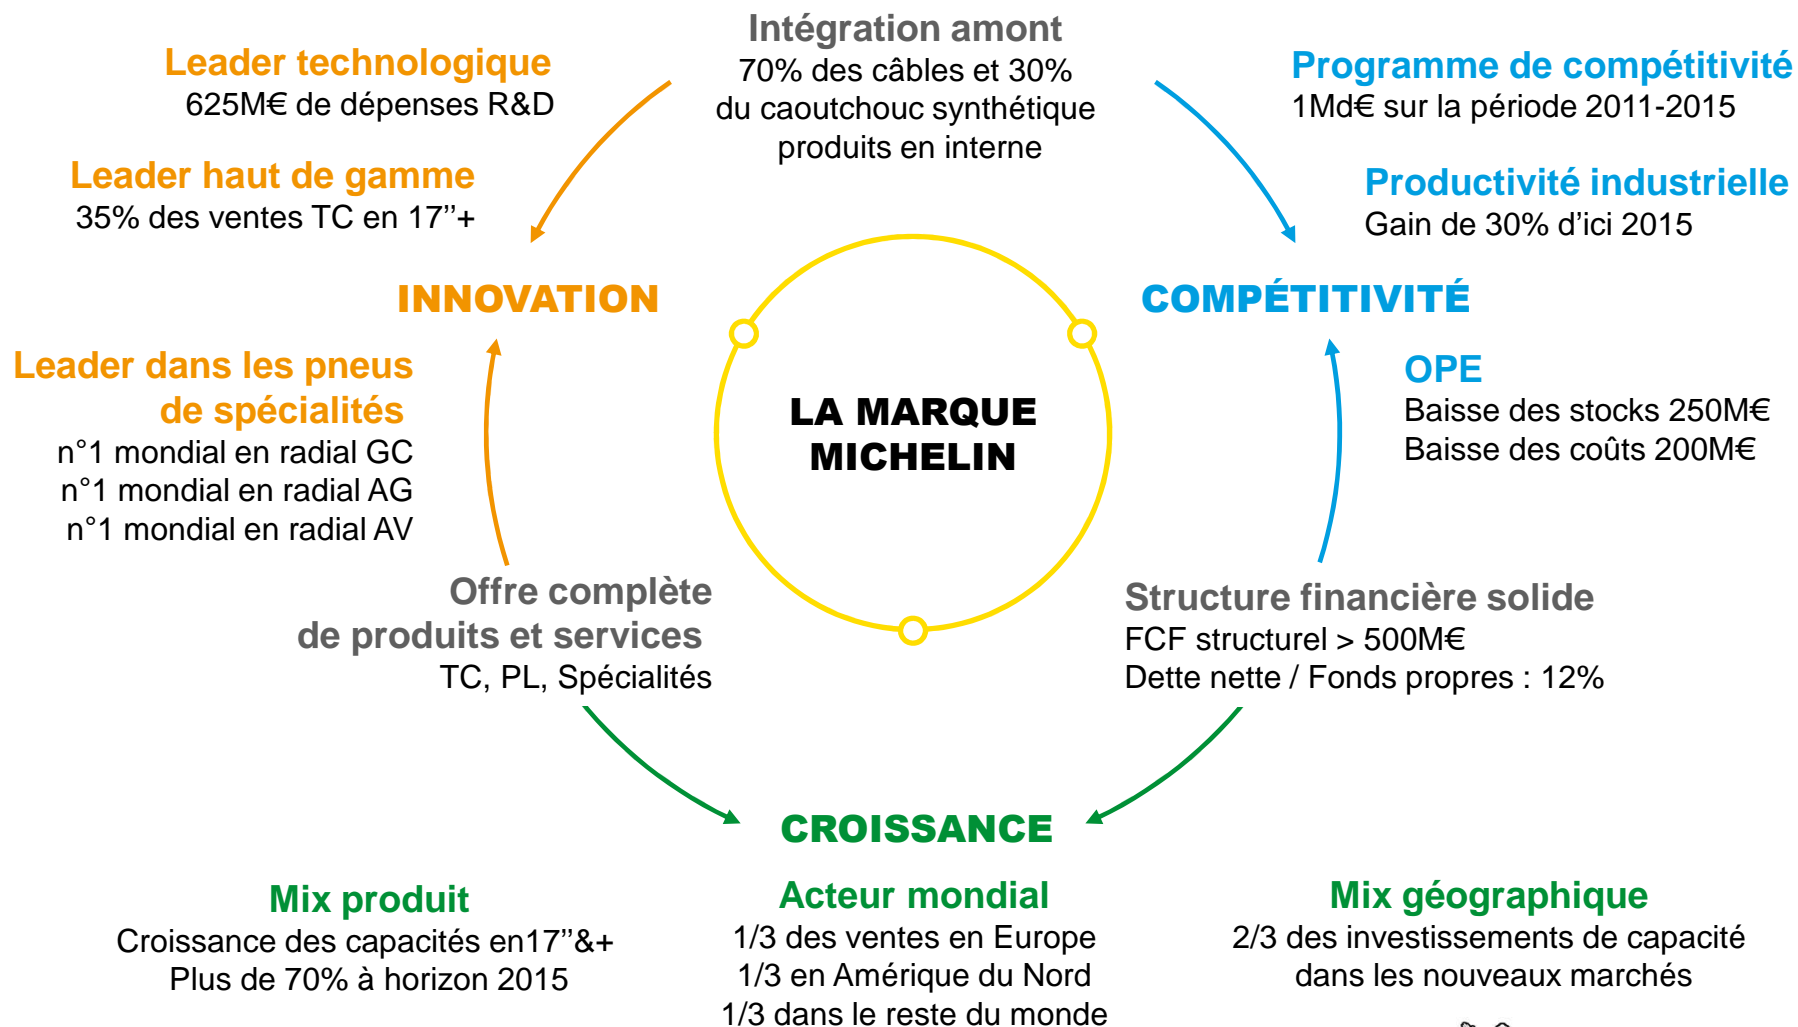 Intégration amont
70% des câbles et 30%
du caoutchouc synthétique
produits en interne
Leader technologique
625M€ de dépenses R&D
Leader haut de gamme
35% des ventes TC en 17’’+
Programme de compétitivité
1Md€ sur la période 2011-2015
Productivité industrielle
Gain de 30% d’ici 2015
INNOVATION
COMPÉTITIVITÉ
Leader dans les pneus
de spécialités
n°1 mondial en radial GC
n°1 mondial en radial AG
n°1 mondial en radial AV
LA MARQUE
MICHELIN
OPE
Baisse des stocks 250M€
Baisse des coûts 200M€
Offre complète
de produits et services
TC, PL, Spécialités
Structure financière solide
FCF structurel > 500M€
Dette nette / Fonds propres : 12%
CROISSANCE
Mix produit
Croissance des capacités en17’’&+
Plus de 70% à horizon 2015
Acteur mondial
1/3 des ventes en Europe
1/3 en Amérique du Nord
1/3 dans le reste du monde
Mix géographique
2/3 des investissements de capacité
dans les nouveaux marchés